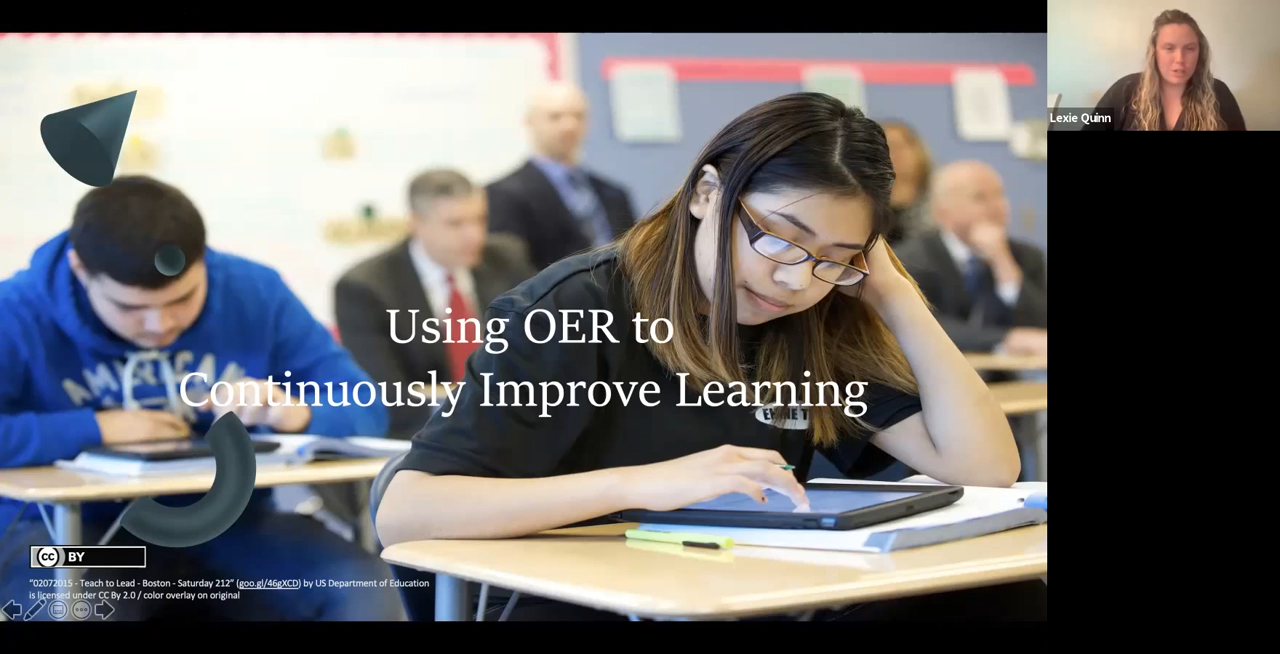 Lexie Quinn
AMERICAN
Using OER to
Continuously Improve Learning
cc BY
"02072015 - Teach to Lead - Boston - Saturday 212" (goo.gl/46gXCD) by US Department of Education
is licensed under CC By 2.0 / color overlay on original